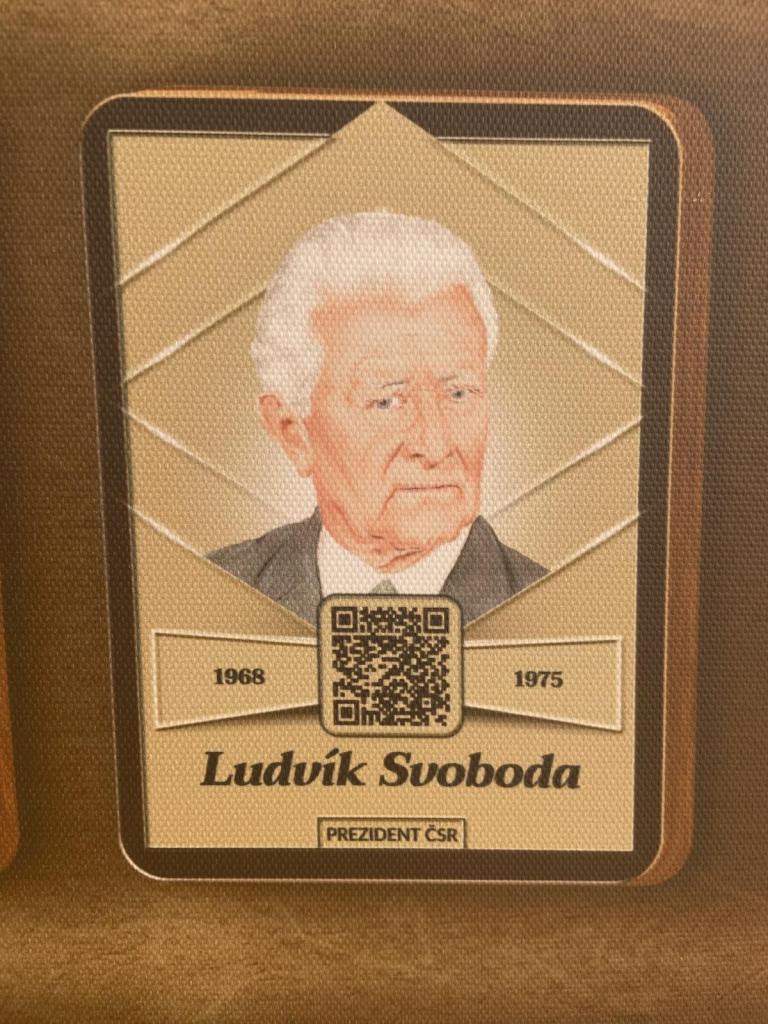 1968
1975
Ludvík Svoboda
PREZIDENT ČSR